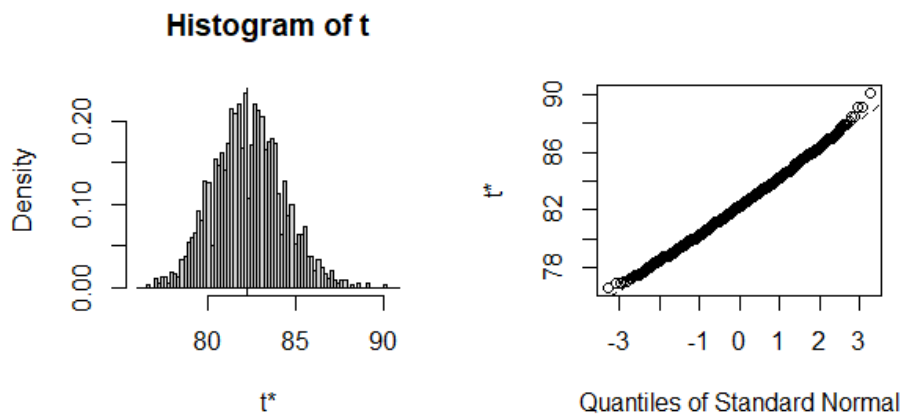 Histogram of t
Density
0.00 0.10 0.20
80 85 90
t*
t*
78 82 86 90
-3 -1 0 1 2 3
Quantiles of Standard Normal